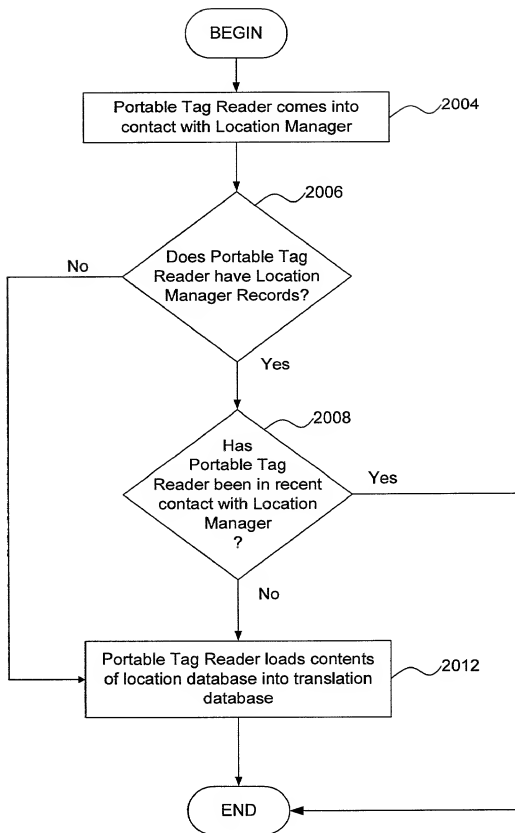 BEGIN
Portable Tag Reader comes into
contact with Location Manager
2004
2006
Does Portable Tag
Reader have Location
Manager Records?
No
Yes
2008
Has
Portable Tag
Reader been in recent
contact with Location
Manager
?
Yes
No
Portable Tag Reader loads contents
of location database into translation
database
2012
END